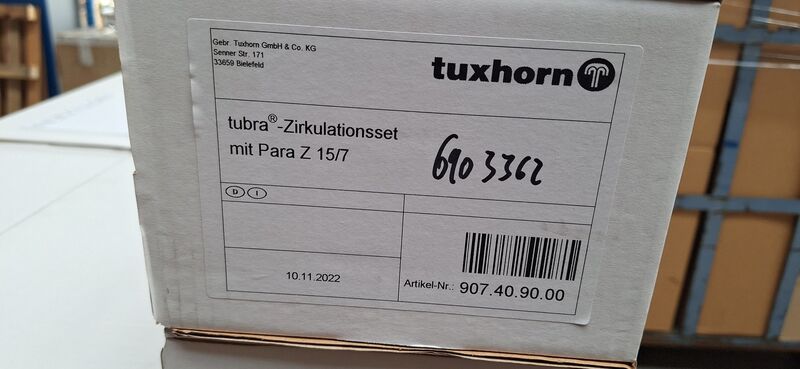 Gebr. Tuxhorn GmbH & Co. KG
Senner Str. 171
33659 Bielefeld
tuxhorn
tubra®-Zirkulationsset
mit Para Z 15/7
6903362
D I
10.11.2022
Artikel-Nr.: 907.40.90.00